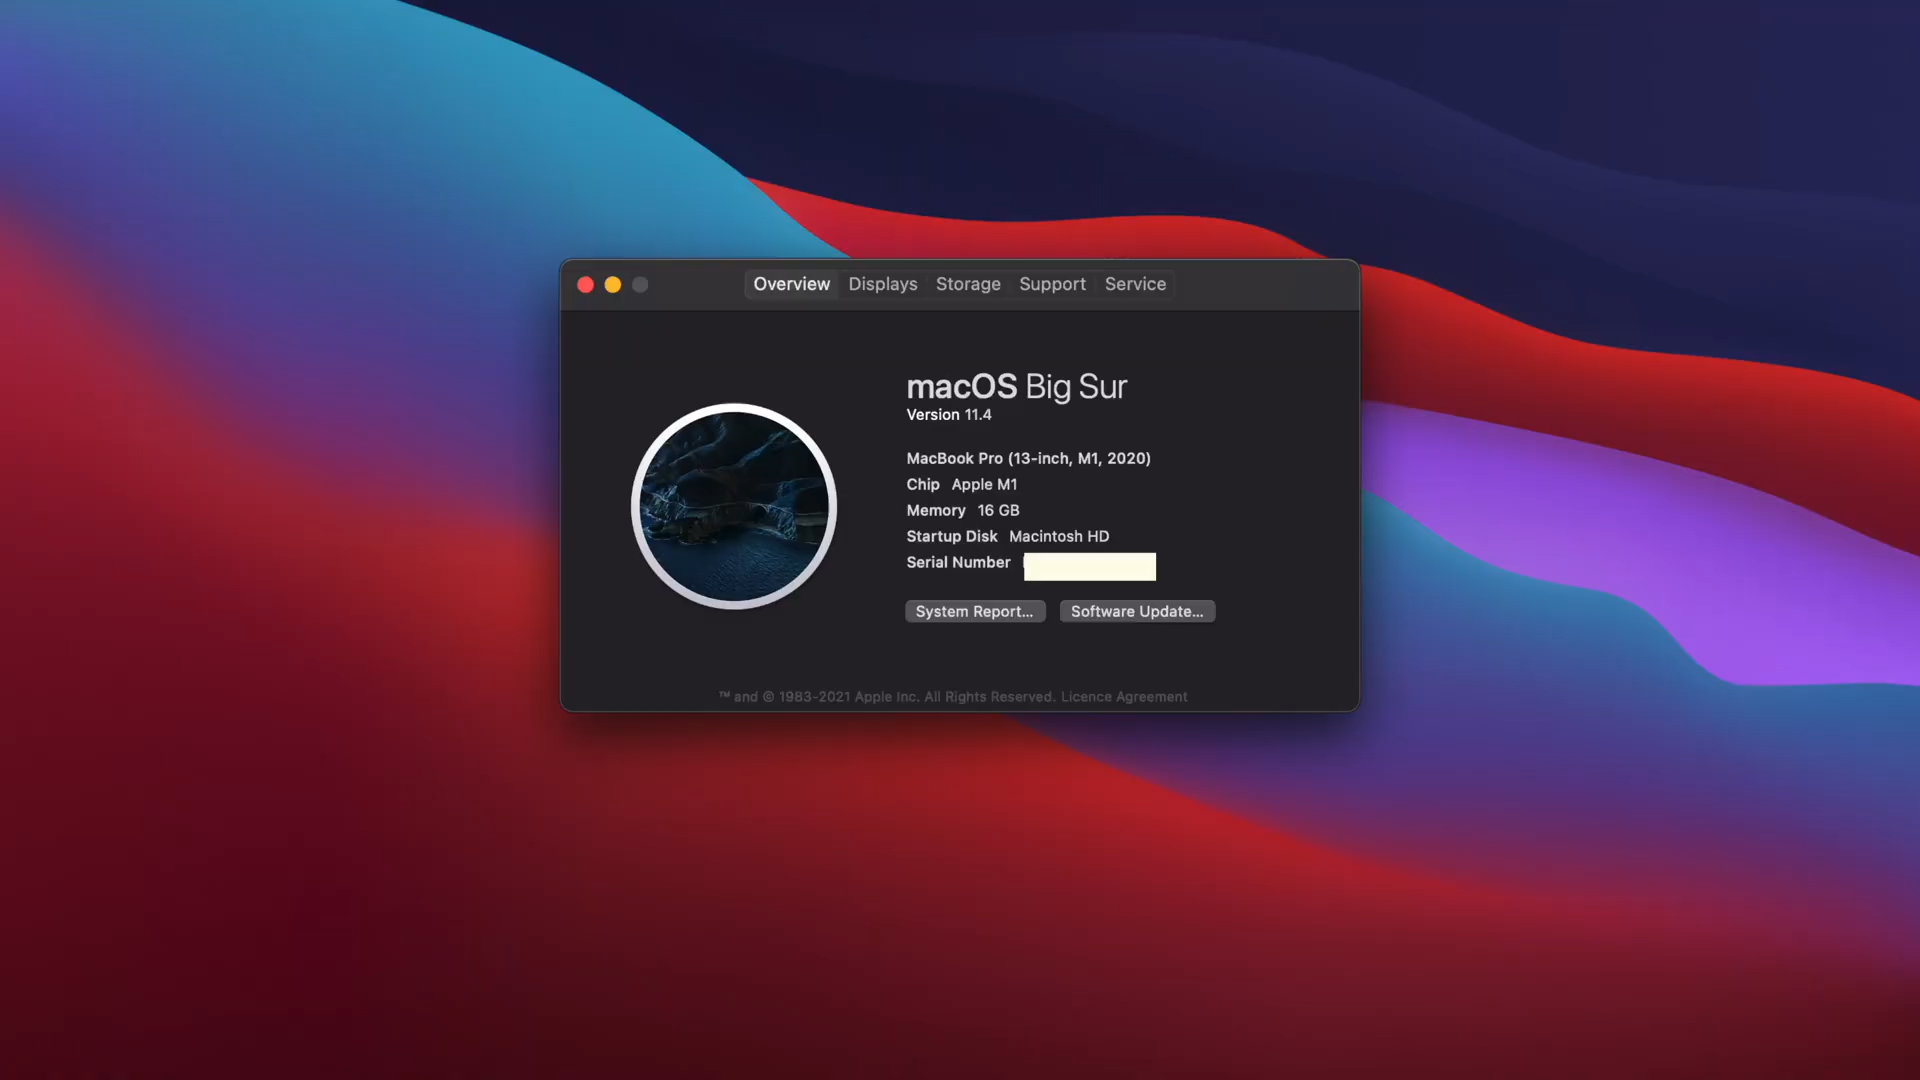 Overview Displays Storage Support Service
macOS Big Sur
Version 11.4
MacBook Pro (13-inch, M1, 2020)
Chip Apple M1
Memory 16 GB
Startup Disk Macintosh HD
Serial Number
System Report... Software Update...
™ and © 1983-2021 Apple Inc. All Rights Reserved. Licence Agreement